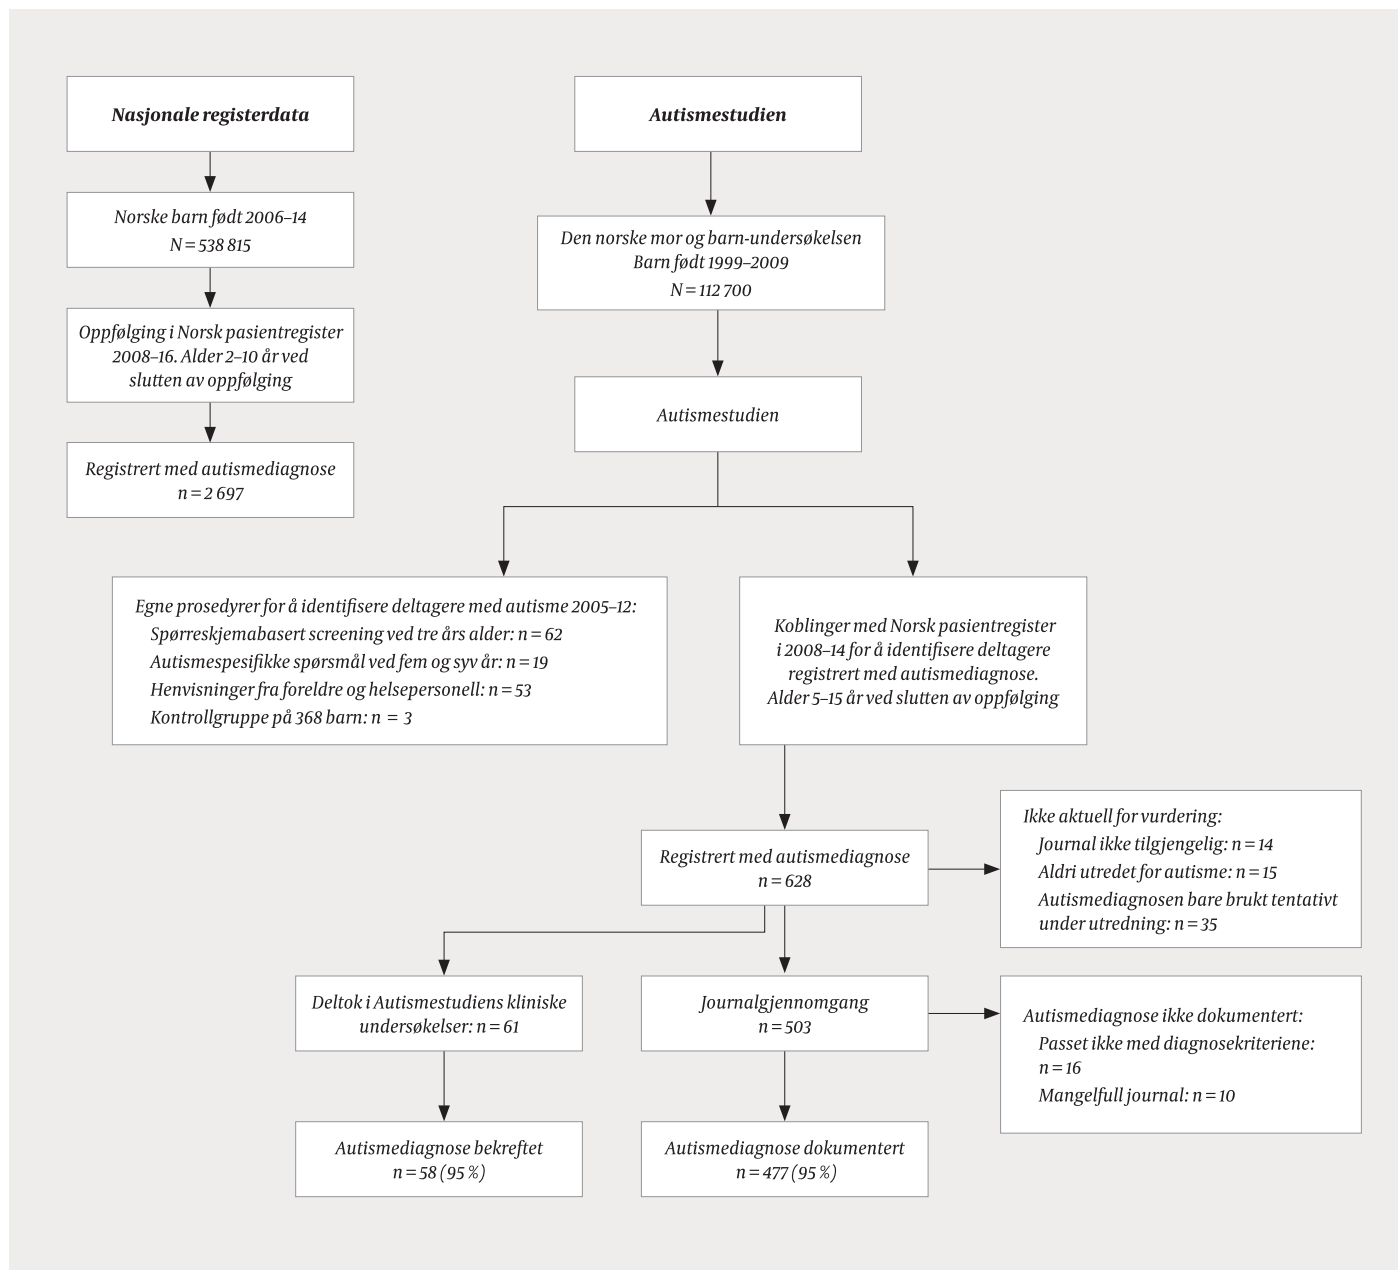 Nasjonale registerdata
Norske barn født 2006–14
N = 538 815
Oppfølging i Norsk pasientregister
2008–16. Alder 2–10 år ved
slutten av oppfølging
Registrert med autismediagnose
n = 2 697
Autismestudien
Den norske mor og barn-undersøkelsen
Barn født 1999–2009
N = 112 700
Autismestudien
Egne prosedyrer for å identifisere deltagere med autisme 2005–12:
Spørreskjemabasert screening ved tre års alder: n = 62
Autismespesifikke spørsmål ved fem og syv år: n = 19
Henvisninger fra foreldre og helsepersonell: n = 53
Kontrollgruppe på 368 barn: n = 3
Koblinger med Norsk pasientregister
i 2008–14 for å identifisere deltagere
registrert med autismediagnose.
Alder 5–15 år ved slutten av oppfølging
Registrert med autismediagnose
n = 628
Ikke aktuell for vurdering:
Journal ikke tilgjengelig: n = 14
Aldri utredet for autisme: n = 15
Autismediagnosen bare brukt tentativt
under utredning: n = 35
Deltok i Autismestudiens kliniske
undersøkelser: n = 61
Journalgjennomgang
n = 503
Autismediagnose ikke dokumentert:
Passet ikke med diagnosekriteriene:
n = 16
Mangelfull journal: n = 10
Autismediagnose bekreftet
n = 58 (95 %)
Autismediagnose dokumentert
n = 477 (95 %)